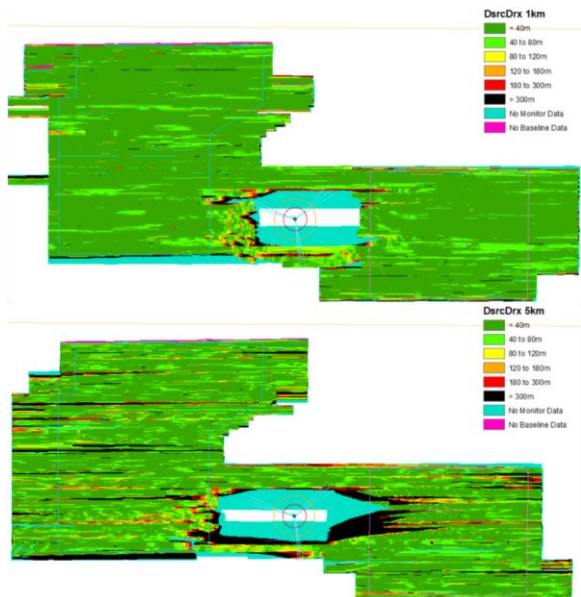 DsrcDrx 1km
< 40m
40 to 80m
80 to 120m
120 to 180m
180 to 300m
> 300m
No Monitor Data
No Baseline Data
DsrcDrx 5km
< 40m
40 to 80m
80 to 120m
120 to 180m
180 to 300m
> 300m
No Monitor Data
No Baseline Data